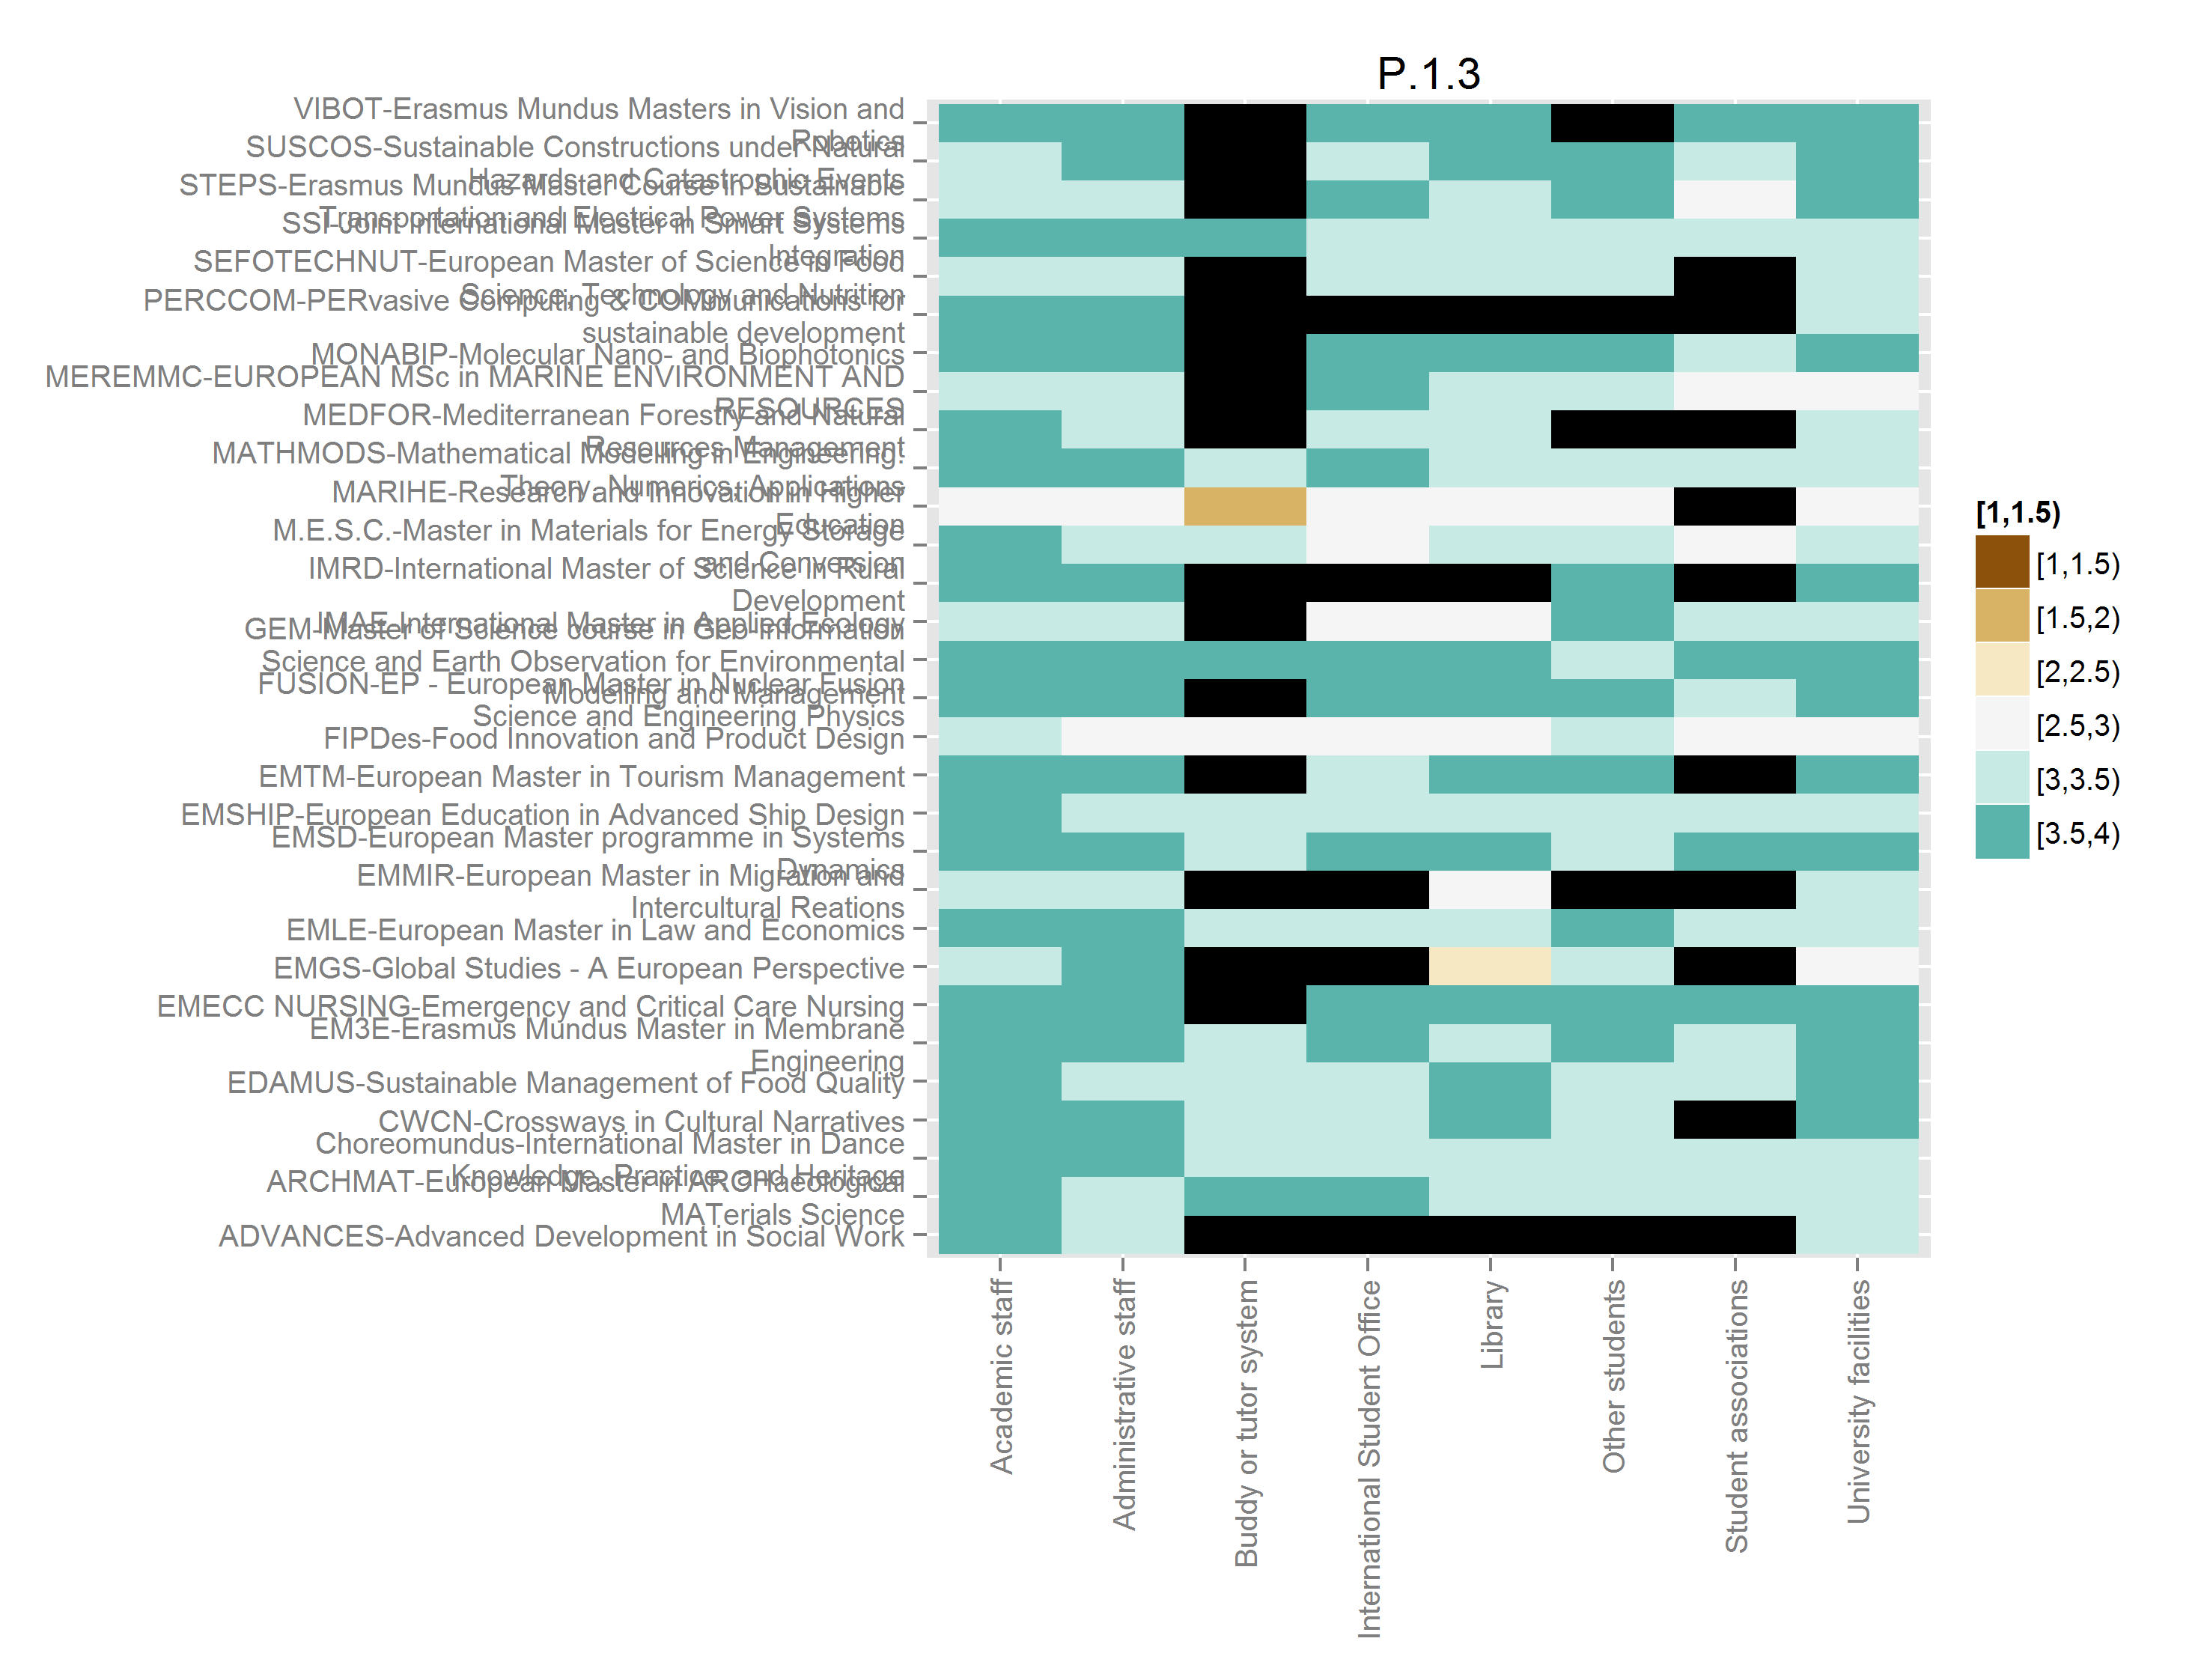 P.1.3
VIBOT-Erasmus Mundus Masters in Vision and
Robotics
SUSCOS-Sustainable Constructions under Natural
Hazards and Catastrophic Events
STEPS-Erasmus Mundus Master Course in Sustainable
Transportation and Electrical Power Systems
SSI-Joint International Master in Smart Systems
Integration
SEFOTECHNUT-European Master of Science in Food
Science, Technology and Nutrition
PERCCOM-PERvasive Computing & COMmunications for
sustainable development
MONABIP-Molecular Nano- and Biophotonics
MEREMMC-EUROPEAN MSc in MARINE ENVIRONMENT AND
RESOURCES
MEDFOR-Mediterranean Forestry and Natural
Resources Management
MATHMODS-Mathematical Modelling in Engineering:
Theory, Numerics, Applications
MARIHE-Research and Innovation in Higher
Education
M.E.S.C.-Master in Materials for Energy Storage
and Conversion
IMRD-International Master of Science in Rural
Development
IMAE-International Master in Applied Ecology
GEM-Master of Science course in Geo-information
Science and Earth Observation for Environmental
Modelling and Management
FUSION-EP - European Master in Nuclear Fusion
Science and Engineering Physics
FIPDes-Food Innovation and Product Design
EMTM-European Master in Tourism Management
EMSHIP-European Education in Advanced Ship Design
EMSD-European Master programme in Systems
Dynamics
EMMIR-European Master in Migration and
Intercultural Reations
EMLE-European Master in Law and Economics
EMGS-Global Studies - A European Perspective
EMECC NURSING-Emergency and Critical Care Nursing
EM3E-Erasmus Mundus Master in Membrane
Engineering
EDAMUS-Sustainable Management of Food Quality
CWCN-Crossways in Cultural Narratives
Choreomundus-International Master in Dance
Knowledge, Practice, and Heritage
ARCHMAT-European Master in ARCHaeological
MATerials Science
ADVANCES-Advanced Development in Social Work
Academic staff
Administrative staff
Buddy or tutor system
International Student Office
Library
Other students
Student associations
University facilities
[1,1.5)
[1,1.5)
[1.5,2)
[2,2.5)
[2.5,3)
[3,3.5)
[3.5,4)